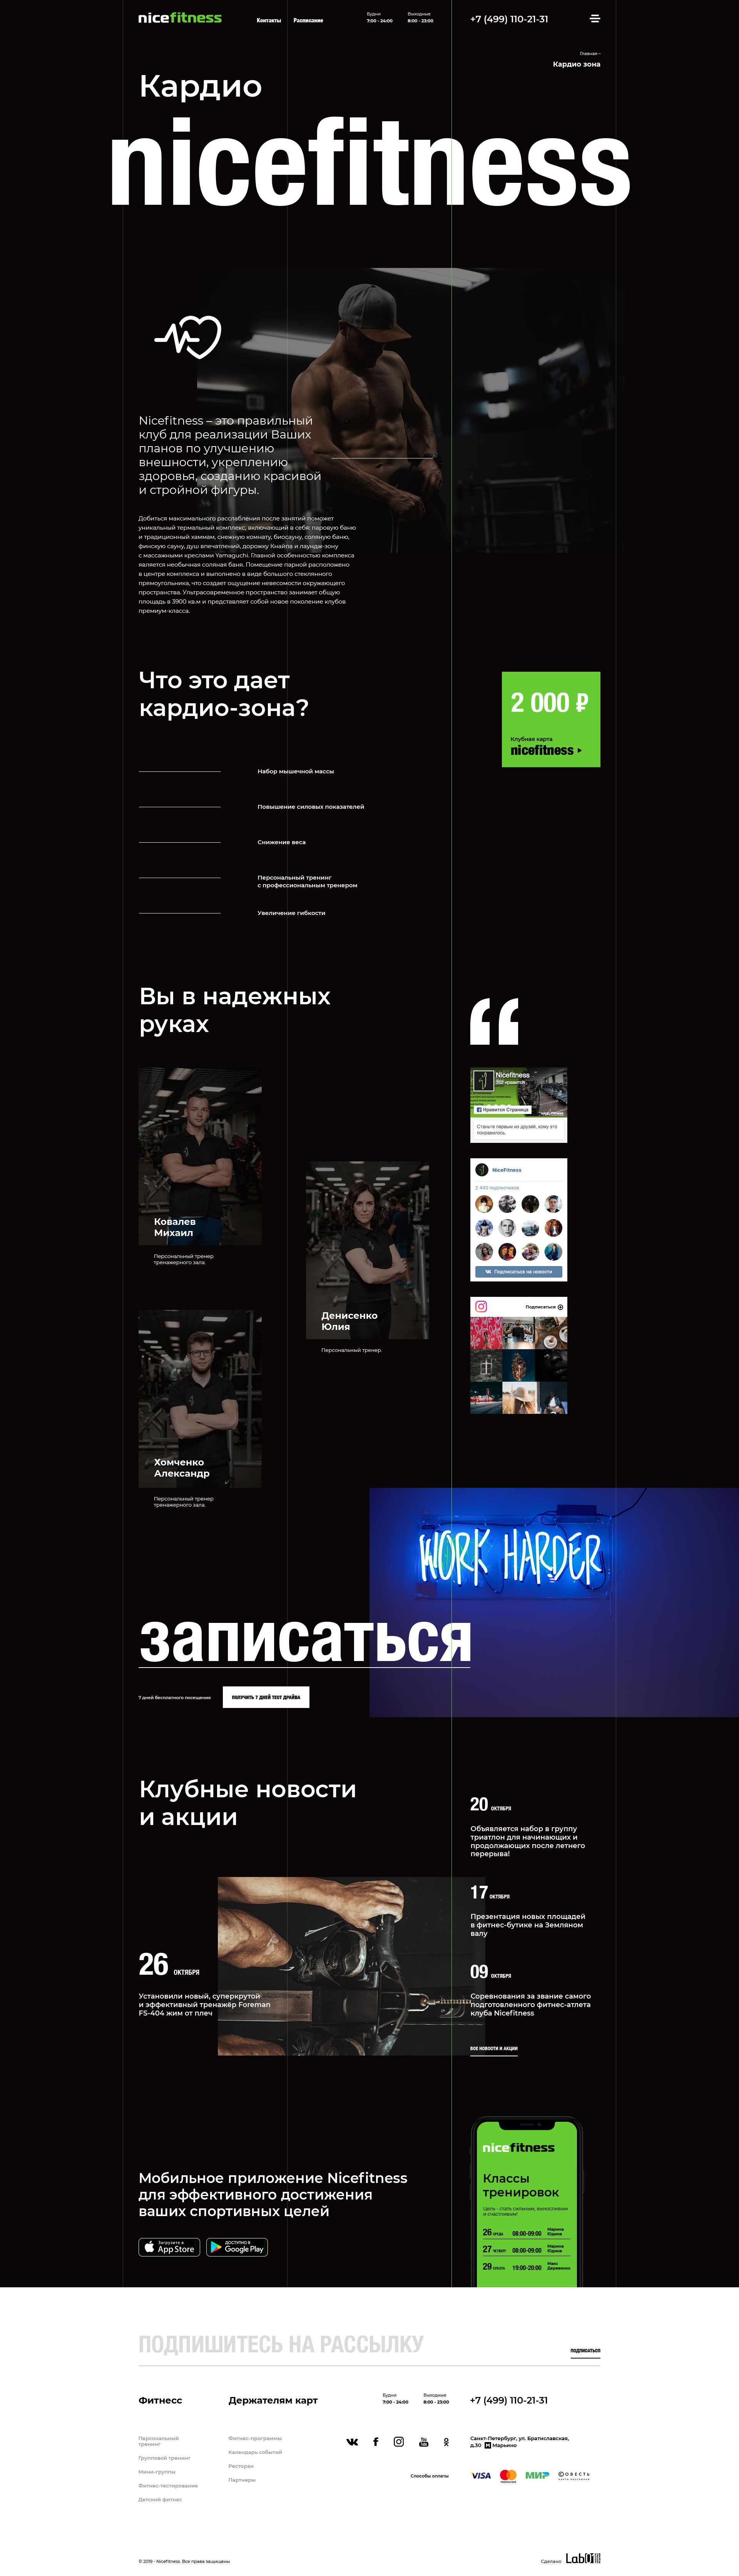 nicefitness
Контакты
Расписание
Будни
7:00 - 24:00
Выходные
8:00 - 23:00
+7 (499) 110-21-31
Главная –
Кардио зона
Кардио
nicefitness
Nicefitness – это правильный
клуб для реализации Ваших
планов по улучшению
внешности, укреплению
здоровья, созданию красивой
и стройной фигуры.
Добиться максимального расслабления после занятий поможет
уникальный термальный комплекс, включающий в себя: паровую баню
и традиционный хаммам, снежную комнату, биосауну, соляную баню,
финскую сауну, душ впечатлений, дорожку Кнайпа и лаундж-зону
с массажными креслами Yamaguchi. Главной особенностью комплекса
является необычная соляная баня. Помещение парной расположено
в центре комплекса и выполнено в виде большого стеклянного
прямоугольника, что создает ощущение невесомости окружающего
пространства. Ультрасовременное пространство занимает общую
площадь в 3900 кв.м и представляет собой новое поколение клубов
премиум-класса.
Что это дает
кардио-зона?
2 000 ₽
Клубная карта
nicefitness
Набор мышечной массы
Повышение силовых показателей
Снижение веса
Персональный тренинг
с профессиональным тренером
Увеличение гибкости
Вы в надежных
руках
Ковалев
Михаил
Персональный тренер
тренажерного зала.
Денисенко
Юлия
Персональный тренер.
Хомченко
Александр
Персональный тренер
тренажерного зала.
Nicefitness
Нравится Страница
Станьте первым из друзей, кому это
понравилось.
NiceFitness
2 440 подписчиков
Подписаться на новости
Подписаться
WORK HARDER
записаться
7 дней бесплатного посещения
ПОЛУЧИТЬ 7 ДНЕЙ ТЕСТ ДРАЙВА
Клубные новости
и акции
26 ОКТЯБРЯ
Установили новый, суперкрутой
и эффективный тренажёр Foreman
FS-404 жим от плеч
20 ОКТЯБРЯ
Объявляется набор в группу
триатлон для начинающих и
продолжающих после летнего
перерыва!
17 ОКТЯБРЯ
Презентация новых площадей
в фитнес-бутике на Земляном
валу
09 ОКТЯБРЯ
Соревнования за звание самого
подготовленного фитнес-атлета
клуба Nicefitness
ВСЕ НОВОСТИ И АКЦИИ
Мобильное приложение Nicefitness
для эффективного достижения
ваших спортивных целей
Загрузите в
App Store
ДОСТУПНО В
Google Play
nicefitness
Классы
тренировок
Цель - стать сильным, выносливым
и счастливым!
26 СРЕДА 08:00-09:00 Марина Юдина
27 ЧЕТВЕРГ 08:00-09:00 Марина Юдина
29 СУББОТА 19:00-20:00 Макс
ПОДПИШИТЕСЬ НА РАССЫЛКУ
ПОДПИСАТЬСЯ
Фитнесс
Держателям карт
Будни
7:00 - 24:00
Выходные
8:00 - 23:00
+7 (499) 110-21-31
Персональный
тренинг
Групповой тренинг
Мини-группы
Фитнес-тестирование
Детский фитнес
Фитнес-программы
Календарь событий
Ресторан
Партнеры
You
Tube
Санкт-Петербург, ул. Братиславская,
д.30 М Марьино
Способы оплаты
VISA
МИР
СОВЕСТЬ
© 2019 - Nicefitness. Все права защищены
Сделано